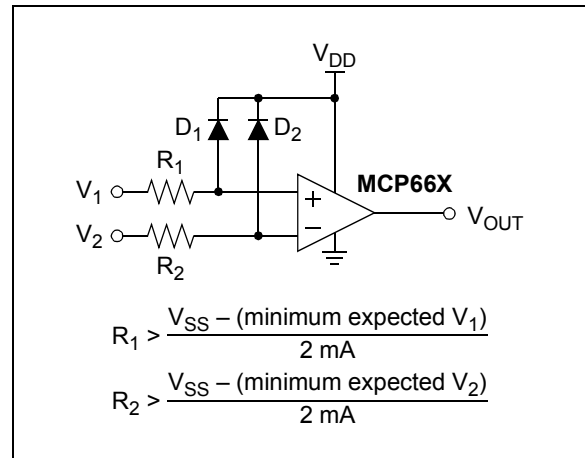 V_DD
D_1 D_2
R_1
MCP66X
V_1
+
V_2
–
V_OUT
R_2
R_1 > V_SS – (minimum expected V_1)
2 mA
R_2 > V_SS – (minimum expected V_2)
2 mA